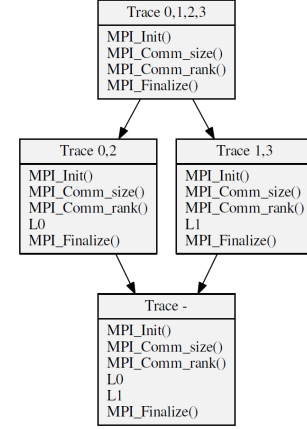 Trace 0,1,2,3
MPI_Init()
MPI_Comm_size()
MPI_Comm_rank()
MPI_Finalize()
Trace 0,2
MPI_Init()
MPI_Comm_size()
MPI_Comm_rank()
L0
MPI_Finalize()
Trace 1,3
MPI_Init()
MPI_Comm_size()
MPI_Comm_rank()
L1
MPI_Finalize()
Trace -
MPI_Init()
MPI_Comm_size()
MPI_Comm_rank()
L0
L1
MPI_Finalize()